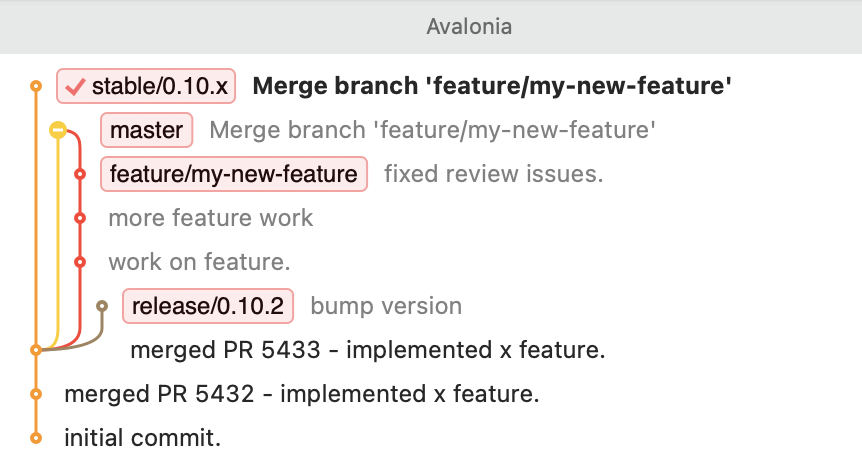 Avalonia
stable/0.10.x Merge branch 'feature/my-new-feature'
master Merge branch 'feature/my-new-feature'
feature/my-new-feature fixed review issues.
more feature work
work on feature.
release/0.10.2 bump version
merged PR 5433 - implemented x feature.
merged PR 5432 - implemented x feature.
initial commit.